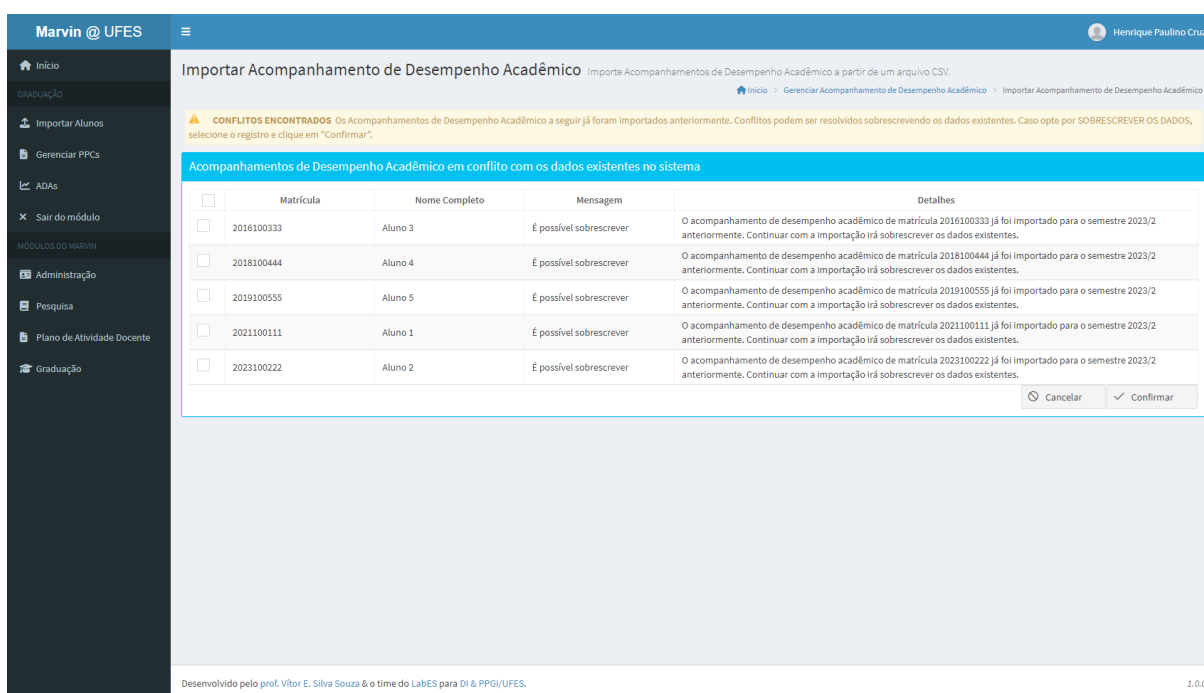 Marvin @ UFES
Henrique Paulino Cruz
Início
GRADUAÇÃO
Importar Alunos
Gerenciar PPCs
ADAs
Sair do módulo
MÓDULOS DO MARVIN
Administração
Pesquisa
Plano de Atividade Docente
Graduação
Importar Acompanhamento de Desempenho Acadêmico Importe Acompanhamentos de Desempenho Acadêmico a partir de um arquivo CSV.
Início > Gerenciar Acompanhamento de Desempenho Acadêmico > Importar Acompanhamento de Desempenho Acadêmico
CONFLITOS ENCONTRADOS Os Acompanhamentos de Desempenho Acadêmico a seguir já foram importados anteriormente. Conflitos podem ser resolvidos sobrescrevendo os dados existentes. Caso opte por SOBRESCREVER OS DADOS,
selecione o registro e clique em "Confirmar".
Acompanhamentos de Desempenho Acadêmico em conflito com os dados existentes no sistema
Matrícula Nome Completo Mensagem Detalhes
2016100333 Aluno 3 É possível sobrescrever O acompanhamento de desempenho acadêmico de matrícula 2016100333 já foi importado para o semestre 2023/2
anteriormente. Continuar com a importação irá sobrescrever os dados existentes.
2018100444 Aluno 4 É possível sobrescrever O acompanhamento de desempenho acadêmico de matrícula 2018100444 já foi importado para o semestre 2023/2
anteriormente. Continuar com a importação irá sobrescrever os dados existentes.
2019100555 Aluno 5 É possível sobrescrever O acompanhamento de desempenho acadêmico de matrícula 2019100555 já foi importado para o semestre 2023/2
anteriormente. Continuar com a importação irá sobrescrever os dados existentes.
2021100111 Aluno 1 É possível sobrescrever O acompanhamento de desempenho acadêmico de matrícula 2021100111 já foi importado para o semestre 2023/2
anteriormente. Continuar com a importação irá sobrescrever os dados existentes.
2023100222 Aluno 2 É possível sobrescrever O acompanhamento de desempenho acadêmico de matrícula 2023100222 já foi importado para o semestre 2023/2
anteriormente. Continuar com a importação irá sobrescrever os dados existentes.
Cancelar Confirmar
Desenvolvido pelo prof. Vítor E. Silva Souza & o time do LabES para DI & PPGI/UFES. 1.0.0